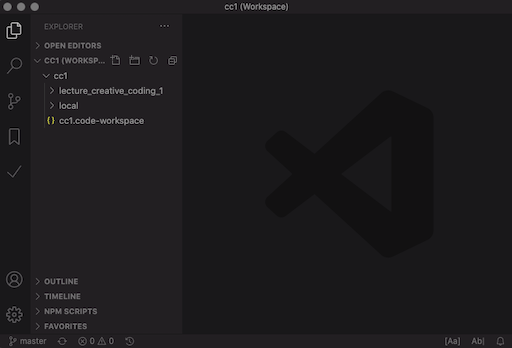 cc1 (Workspace)
EXPLORER
OPEN EDITORS
CC1 (WORKSP...
cc1
lecture_creative_coding_1
local
{} cc1.code-workspace
OUTLINE
TIMELINE
NPM SCRIPTS
FAVORITES
master 0 0 [Aa] Ab|